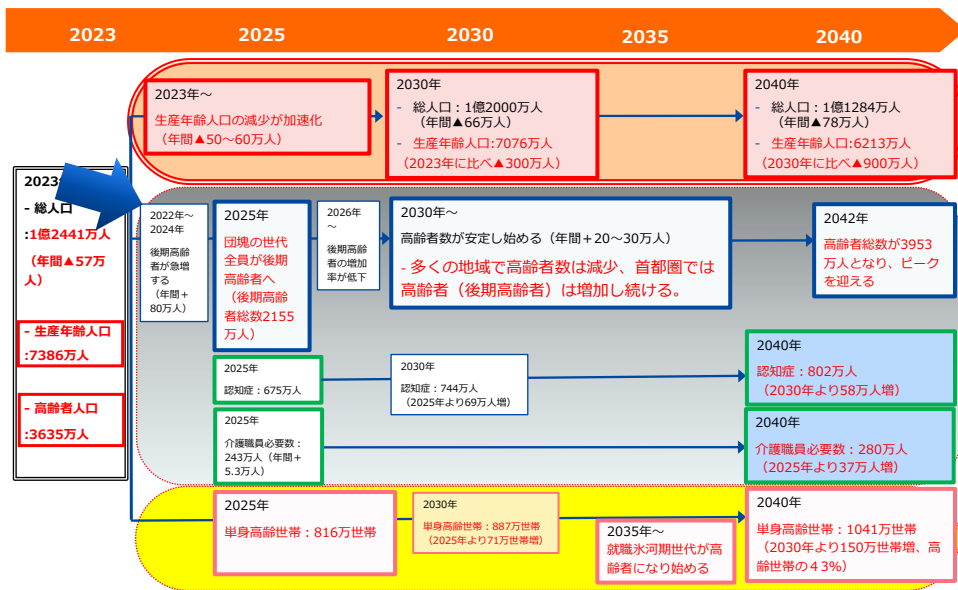 2023
2025
2030
2035
2040
2023年～
生産年齢人口の減少が加速化
（年間▲50～60万人）
2030年
- 総人口：1億2000万人
（年間▲66万人）
- 生産年齢人口:7076万人
（2023年に比べ▲300万人）
2040年
- 総人口：1億1284万人
（年間▲78万人）
- 生産年齢人口:6213万人
（2030年に比べ▲900万人）
2023
- 総人口
:1億2441万人
（年間▲57万
人）
- 生産年齢人口
:7386万人
- 高齢者人口
:3635万人
2022年～
2024年
後期高齢
者が急増
する
（年間＋
80万人）
2025年
団塊の世代
全員が後期
高齢者へ
（後期高齢
者総数2155
万人）
2026年
～
後期高齢
者の増加
率が低下
2030年～
高齢者数が安定し始める（年間＋20～30万人）
- 多くの地域で高齢者数は減少、首都圏では
高齢者（後期高齢者）は増加し続ける。
2042年
高齢者総数が3953
万人となり、ピーク
を迎える
2025年
認知症：675万人
2030年
認知症：744万人
（2025年より69万人増）
2040年
認知症：802万人
（2030年より58万人増）
2025年
介護職員必要数：
243万人（年間＋
5.3万人）
2040年
介護職員必要数：280万人
（2025年より37万人増）
2025年
単身高齢世帯：816万世帯
2030年
単身高齢世帯：887万世帯
（2025年より71万世帯増）
2035年～
就職氷河期世代が高
齢者になり始める
2040年
単身高齢世帯：1041万世帯
（2030年より150万世帯増、高
齢世帯の４3%）